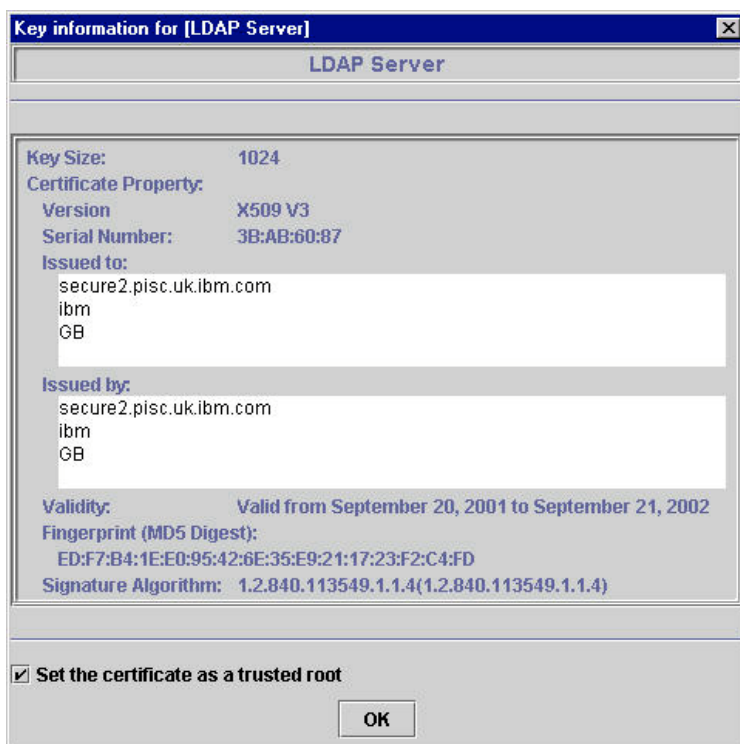 Key information for [LDAP Server]
LDAP Server
Key Size: 1024
Certificate Property:
Version X509 V3
Serial Number: 3B:AB:60:87
Issued to:
secure2.pisc.uk.ibm.com
ibm
GB
Issued by:
secure2.pisc.uk.ibm.com
ibm
GB
Validity: Valid from September 20, 2001 to September 21, 2002
Fingerprint (MD5 Digest):
ED:F7:B4:1E:E0:95:42:6E:35:E9:21:17:23:F2:C4:FD
Signature Algorithm: 1.2.840.113549.1.1.4(1.2.840.113549.1.1.4)
Set the certificate as a trusted root
OK